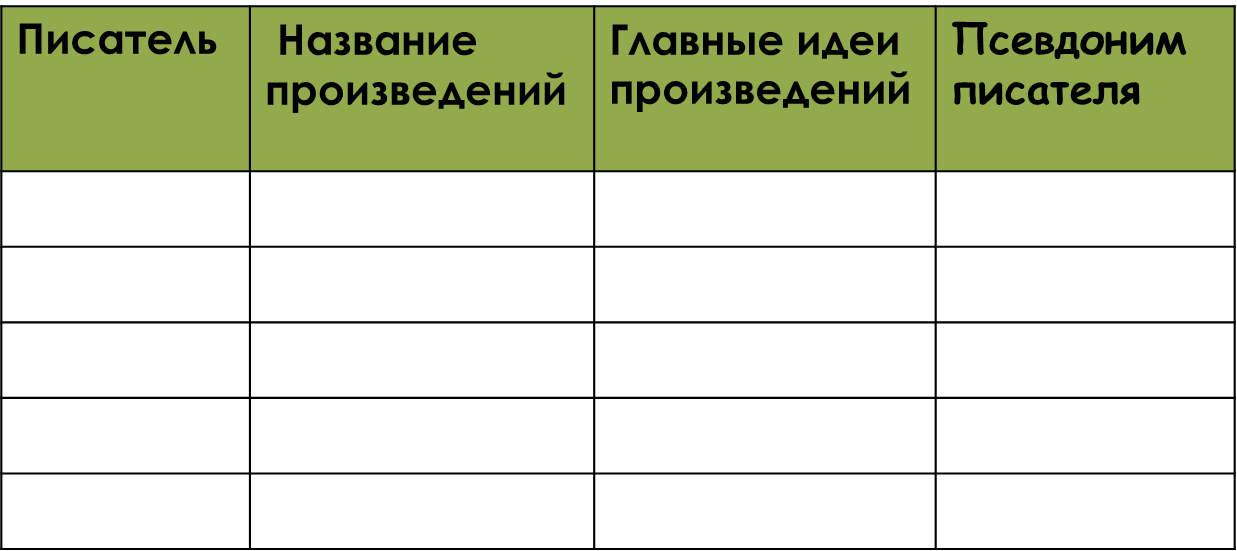 Писатель
Название
произведений
Главные идеи
произведений
Псевдоним
писателя